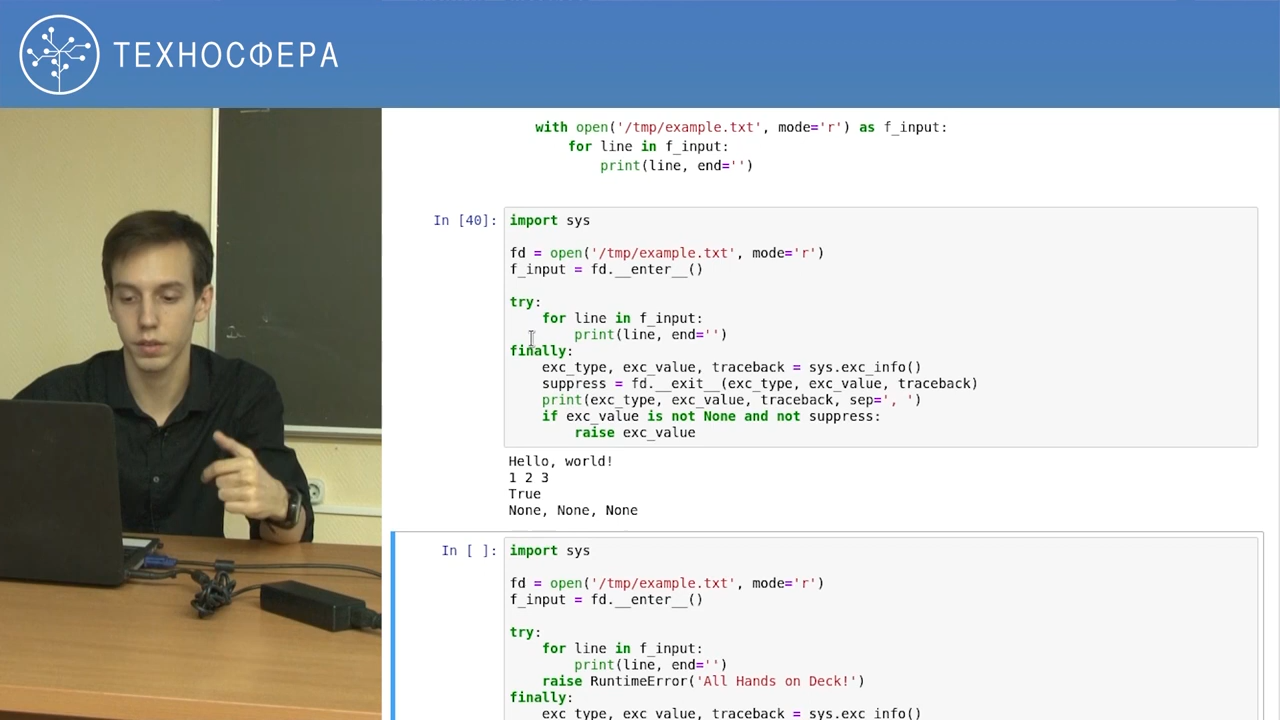 ТЕХНОСФЕРА
with open('/tmp/example.txt', mode='r') as f_input:
    for line in f_input:
        print(line, end='')
In [40]:
import sys

fd = open('/tmp/example.txt', mode='r')
f_input = fd.__enter__()

try:
    for line in f_input:
        print(line, end='')
finally:
    exc_type, exc_value, traceback = sys.exc_info()
    suppress = fd.__exit__(exc_type, exc_value, traceback)
    print(exc_type, exc_value, traceback, sep=', ')
    if exc_value is not None and not suppress:
        raise exc_value
Hello, world!
1 2 3
True
None, None, None
In [ ]:
import sys

fd = open('/tmp/example.txt', mode='r')
f_input = fd.__enter__()

try:
    for line in f_input:
        print(line, end='')
    raise RuntimeError('All Hands on Deck!')
finally:
    exc_type, exc_value, traceback = sys.exc_info()